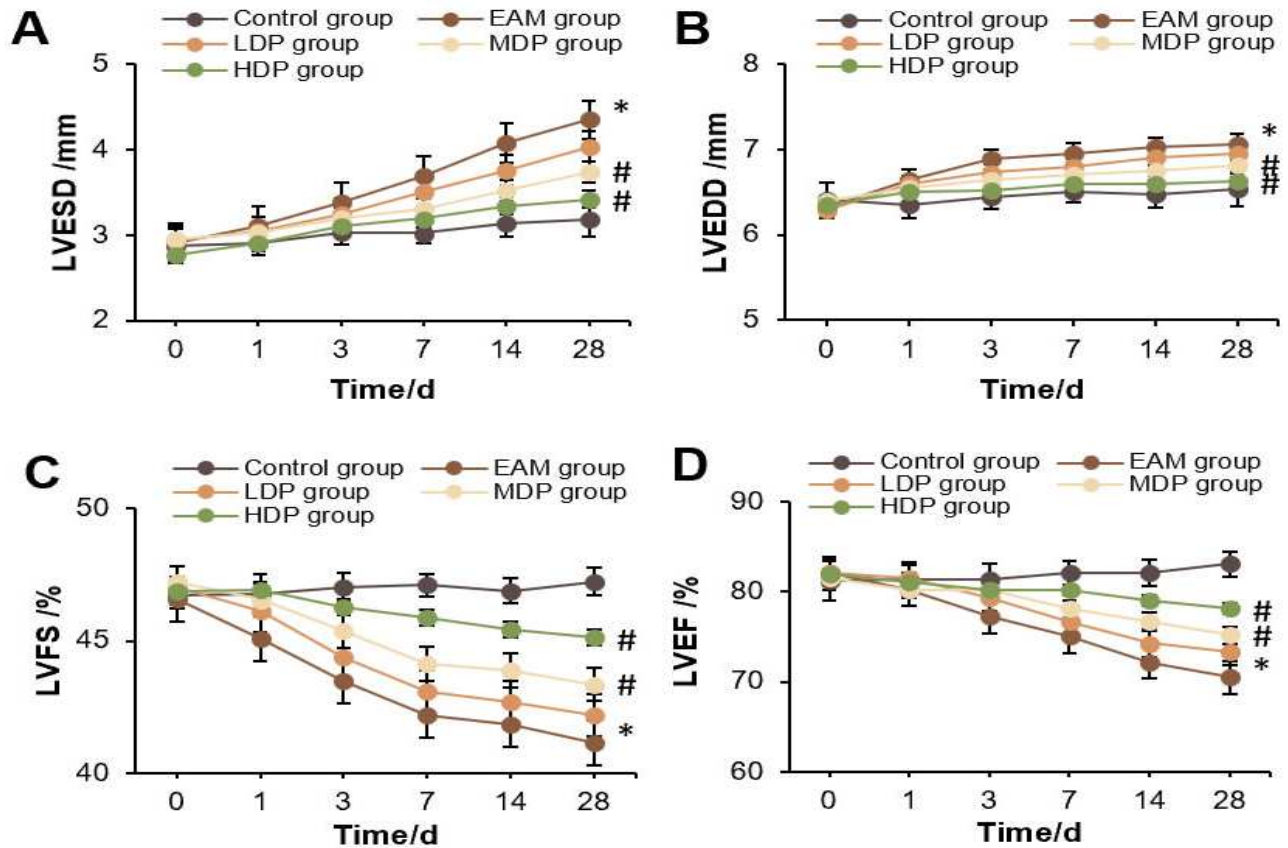 A
Control group
EAM group
LDP group
MDP group
HDP group
LVESD /mm
5
4
3
2
*
#
#
0 1 3 7 14 28
Time/d
B
Control group
EAM group
LDP group
MDP group
HDP group
LVEDD /mm
8
7
6
5
*
#
#
0 1 3 7 14 28
Time/d
C
Control group
EAM group
LDP group
MDP group
HDP group
LVFS /%
50
45
40
#
#
*
0 1 3 7 14 28
Time/d
D
Control group
EAM group
LDP group
MDP group
HDP group
LVEF /%
90
80
70
60
#
#
*
0 1 3 7 14 28
Time/d